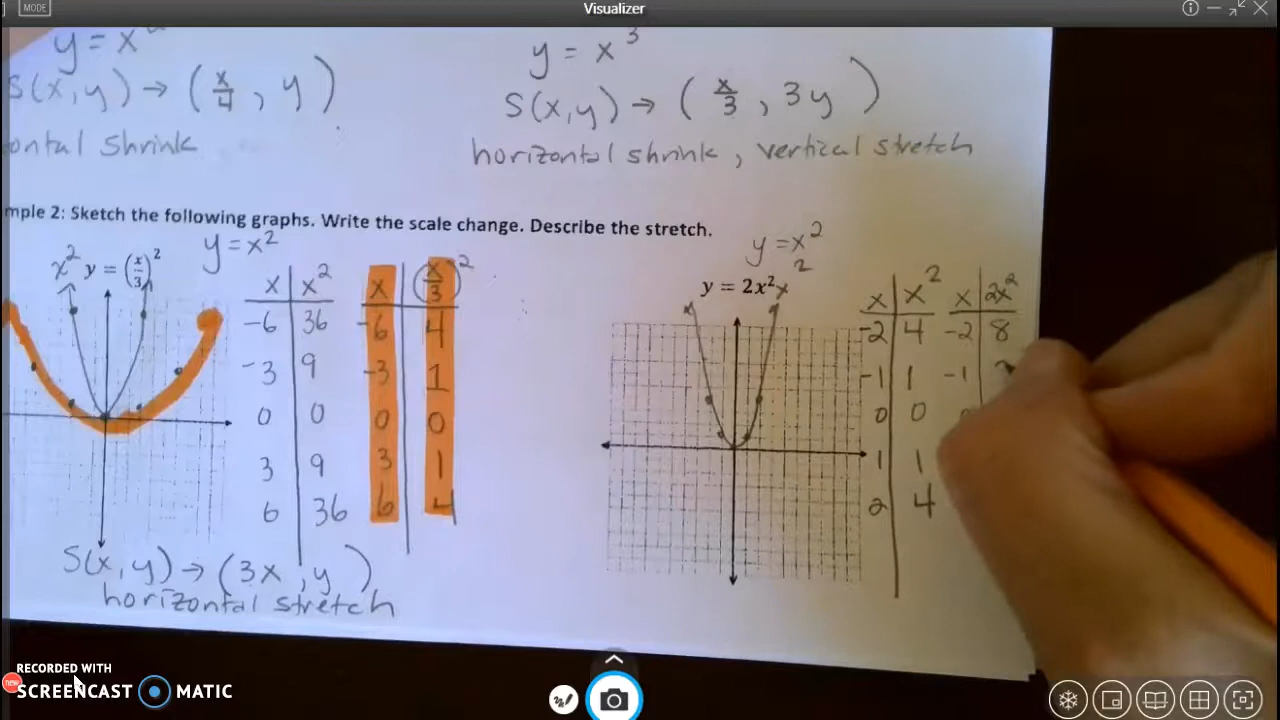 MODE
Visualizer
y = x
S(x,y) → (x/4, y)
ontal Shrink
y = x³
S(x,y) → (x/3, 3y)
horizontal shrink, vertical stretch
mple 2: Sketch the following graphs. Write the scale change. Describe the stretch.
y = x²
x² y = (x/3)²
x x² x (x/3)²
-6 36 -6 4
-3 9 -3 1
0 0 0 0
3 9 3 1
6 36 6 4
S(x,y) → (3x, y)
horizontal stretch
y = x²
y = 2x² x²
x x² x 2x²
-2 4 -2 8
-1 1 -1
0 0
1 1
2 4
new
RECORDED WITH
SCREENCAST MATIC